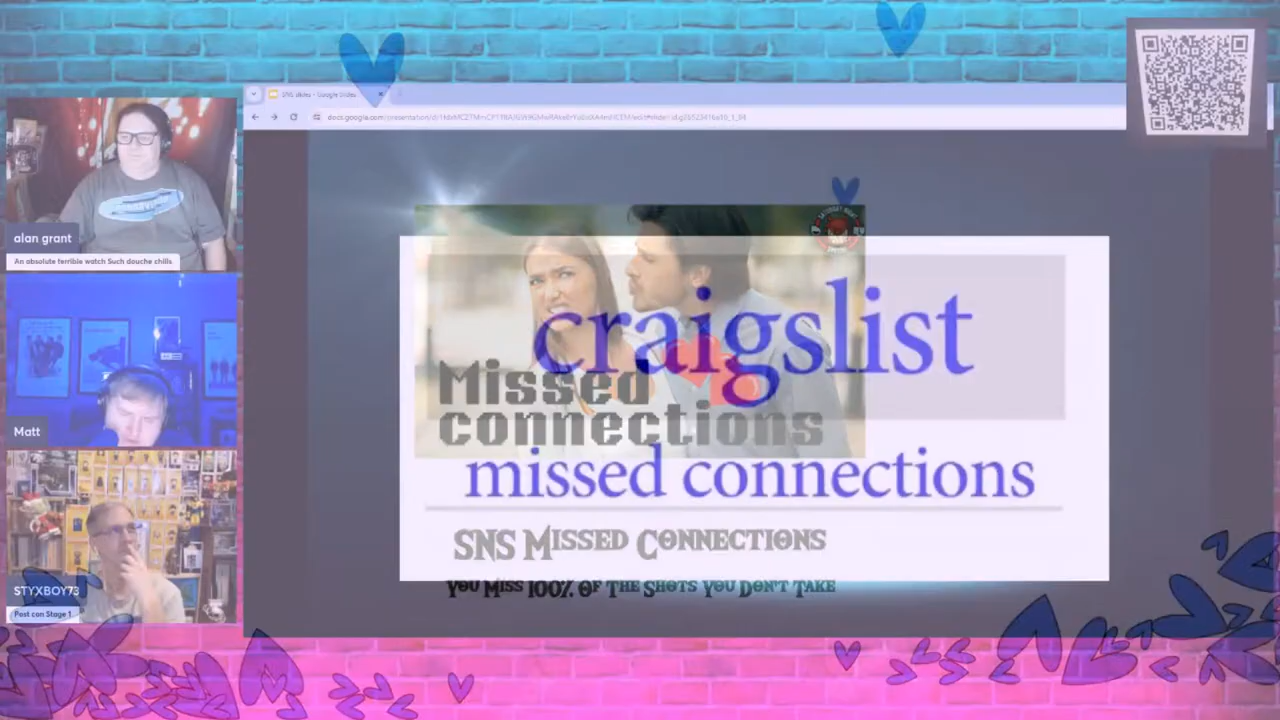 SNS slides - Google Slides
alan grant
An absolute terrible watch Such douche chills
Matt
STYXBOY73
Post con Stage 1
craigslist
Missed
connections
missed connections
SNS Missed Connections
You Miss 100% Of The Shots You Don't Take